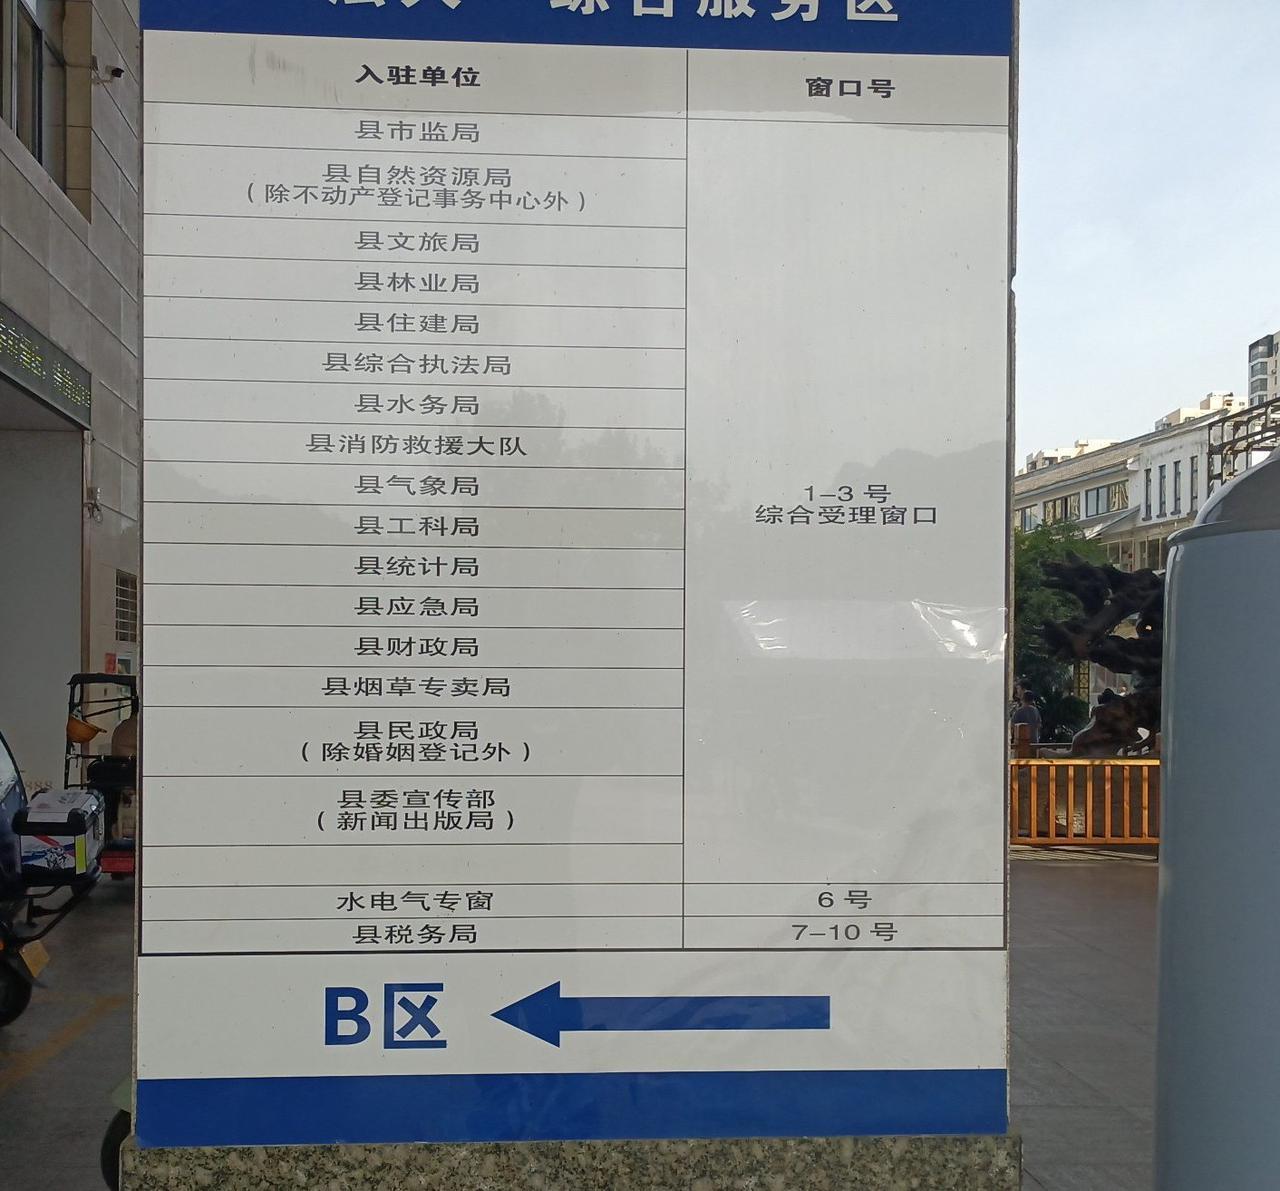 综合服务区
入驻单位 窗口号
县市监局
县自然资源局
（除不动产登记事务中心外）
县文旅局
县林业局
县住建局
县综合执法局
县水务局
县消防救援大队
县气象局
县工科局
县统计局
县应急局
县财政局
县烟草专卖局
县民政局
（除婚姻登记外）
县委宣传部
（新闻出版局）
1-3 号
综合受理窗口
水电气专窗 6 号
县税务局 7-10 号
B区